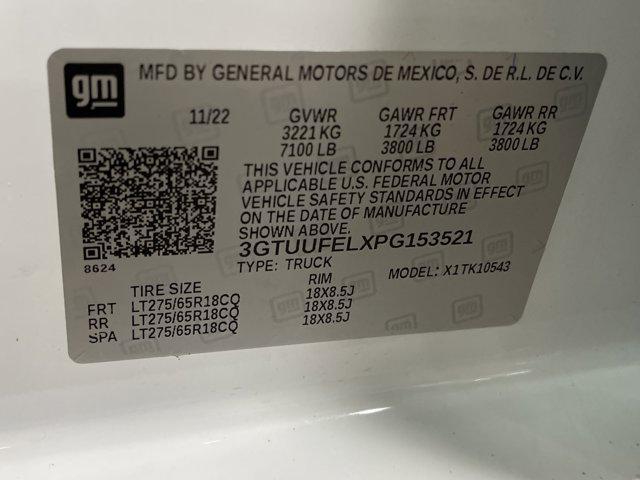 gm MFD BY GENERAL MOTORS DE MEXICO, S. DE R.L. DE C.V.
11/22 GVWR GAWR FRT GAWR RR
3221 KG 1724 KG 1724 KG
7100 LB 3800 LB 3800 LB
THIS VEHICLE CONFORMS TO ALL
APPLICABLE U.S. FEDERAL MOTOR
VEHICLE SAFETY STANDARDS IN EFFECT
ON THE DATE OF MANUFACTURE
SHOWN ABOVE.
3GTUUFELXPG153521
8624 TYPE: TRUCK MODEL: X1TK10543
TIRE SIZE RIM
FRT LT275/65R18CQ 18X8.5J
RR LT275/65R18CQ 18X8.5J
SPA LT275/65R18CQ 18X8.5J